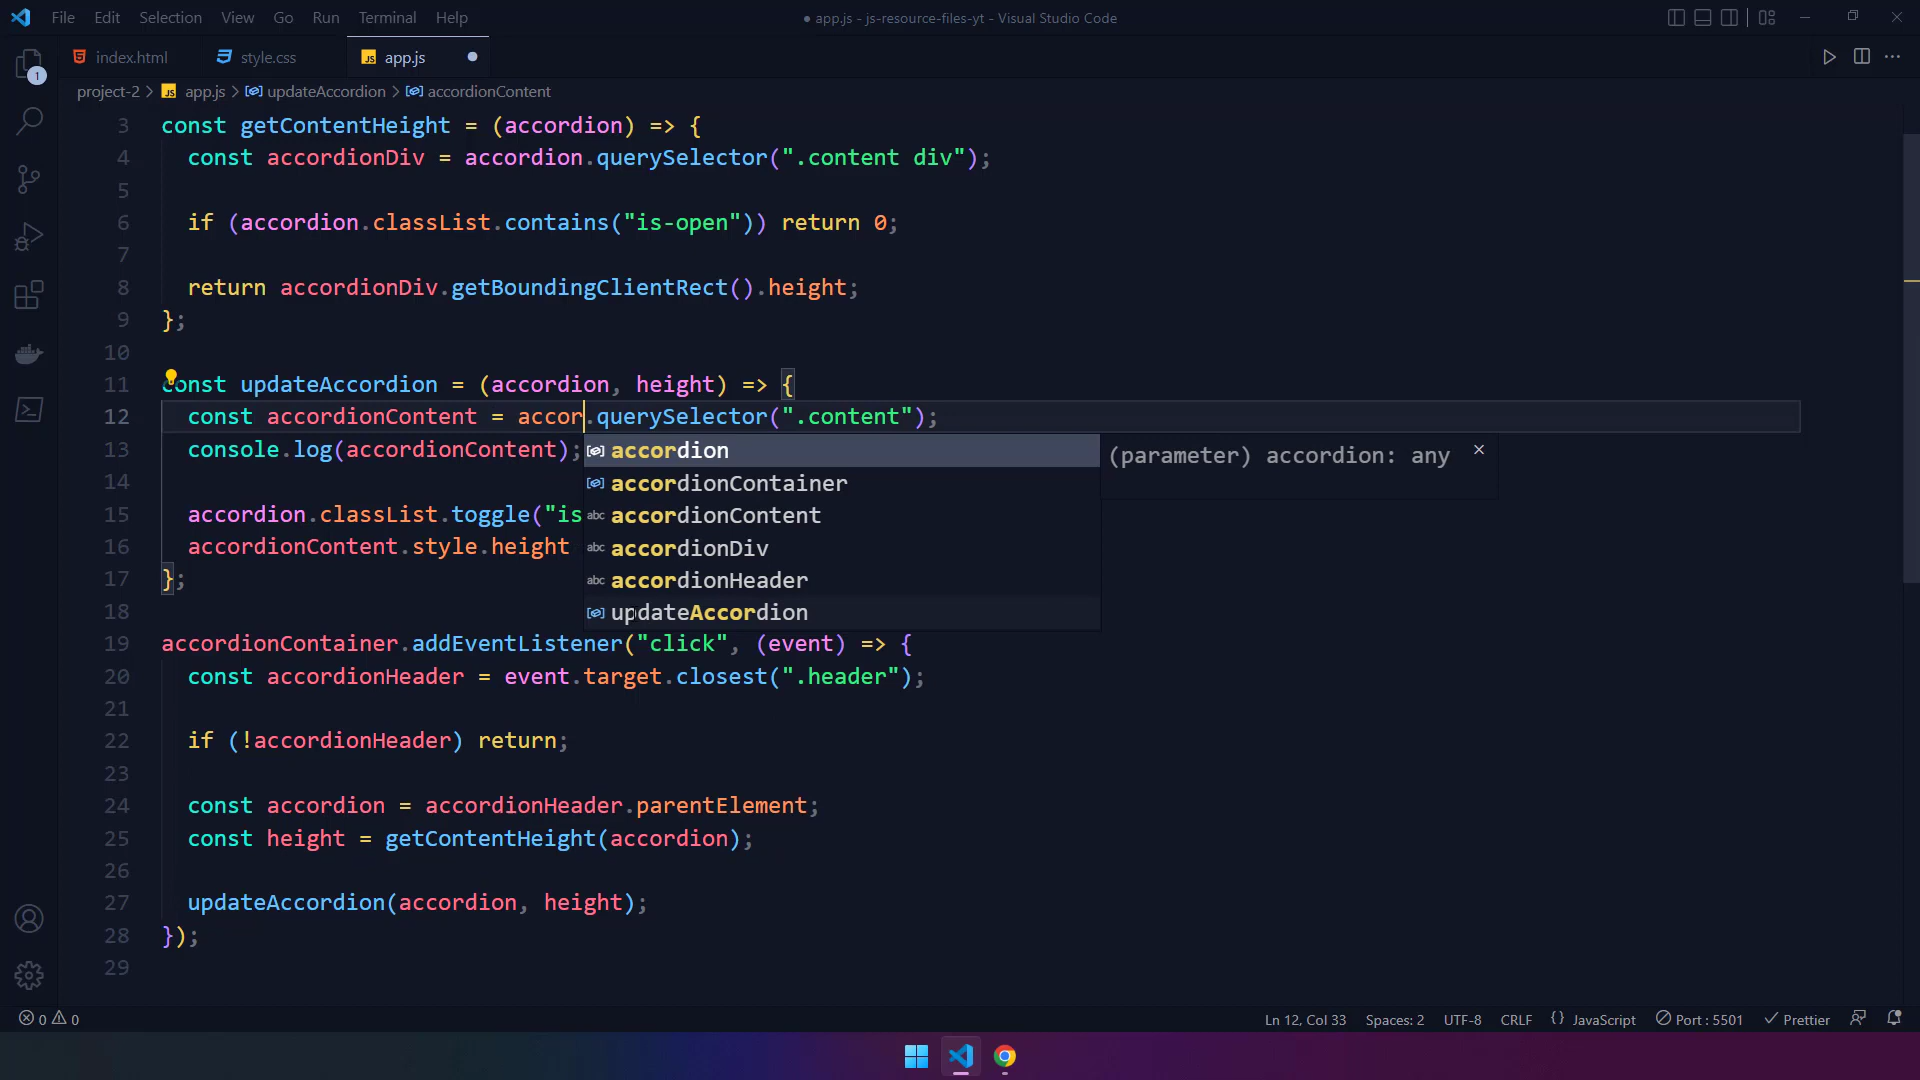 File Edit Selection View Go Run Terminal Help
● app.js - js-resource-files-yt - Visual Studio Code
index.html style.css JS app.js
1
project-2 > JS app.js > updateAccordion > accordionContent
3 const getContentHeight = (accordion) => {
4 const accordionDiv = accordion.querySelector(".content div");
5
6 if (accordion.classList.contains("is-open")) return 0;
7
8 return accordionDiv.getBoundingClientRect().height;
9 };
10
11 const updateAccordion = (accordion, height) => {
12 const accordionContent = accor.querySelector(".content");
13 console.log(accordionContent);
14
15 accordion.classList.toggle("is
16 accordionContent.style.height
17 };
18
accordion
accordionContainer
abc accordionContent
abc accordionDiv
abc accordionHeader
updateAccordion
(parameter) accordion: any
19 accordionContainer.addEventListener("click", (event) => {
20 const accordionHeader = event.target.closest(".header");
21
22 if (!accordionHeader) return;
23
24 const accordion = accordionHeader.parentElement;
25 const height = getContentHeight(accordion);
26
27 updateAccordion(accordion, height);
28 });
29
0 0 Ln 12, Col 33 Spaces: 2 UTF-8 CRLF {} JavaScript Port : 5501 Prettier